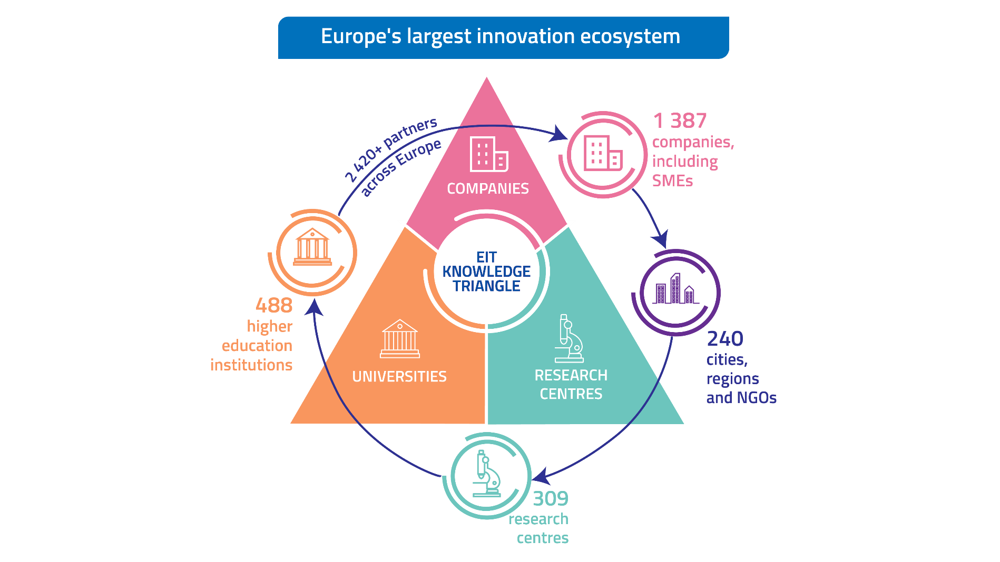 Europe's largest innovation ecosystem
2 420+ partners
across Europe
1 387
companies,
including
SMEs
COMPANIES
EIT
KNOWLEDGE
TRIANGLE
488
higher
education
institutions
240
cities,
regions
and NGOs
UNIVERSITIES
RESEARCH
CENTRES
309
research
centres